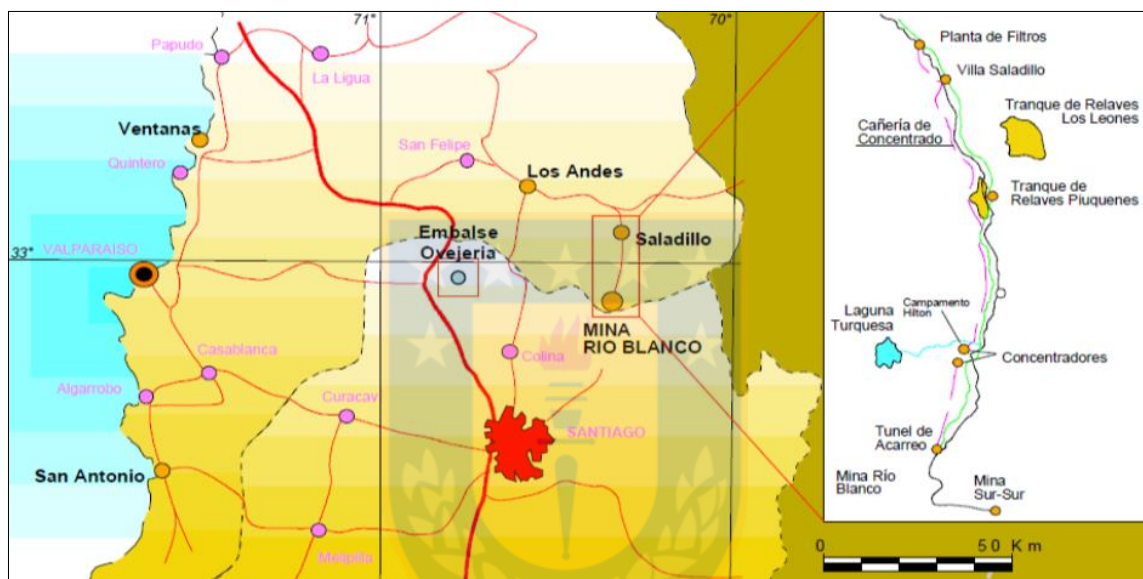 71°
70°
Papudo
La Ligua
Ventanas
Quintero
San Felipe
Los Andes
33°
VALPARAISO
Embalse
Ovejeria
Saladillo
MINA
RIO BLANCO
Casablanca
Colina
Algarrobo
Curacavi
SANTIAGO
San Antonio
Melipilla
Planta de Filtros
Villa Saladillo
Tranque de Relaves
Los Leones
Cañería de
Concentrado
Tranque de
Relaves Piuquenes
Laguna
Turquesa
Campamento
Hilton
Concentradores
Tunel de
Acarreo
Mina Río
Blanco
Mina
Sur-Sur
0 50 Km